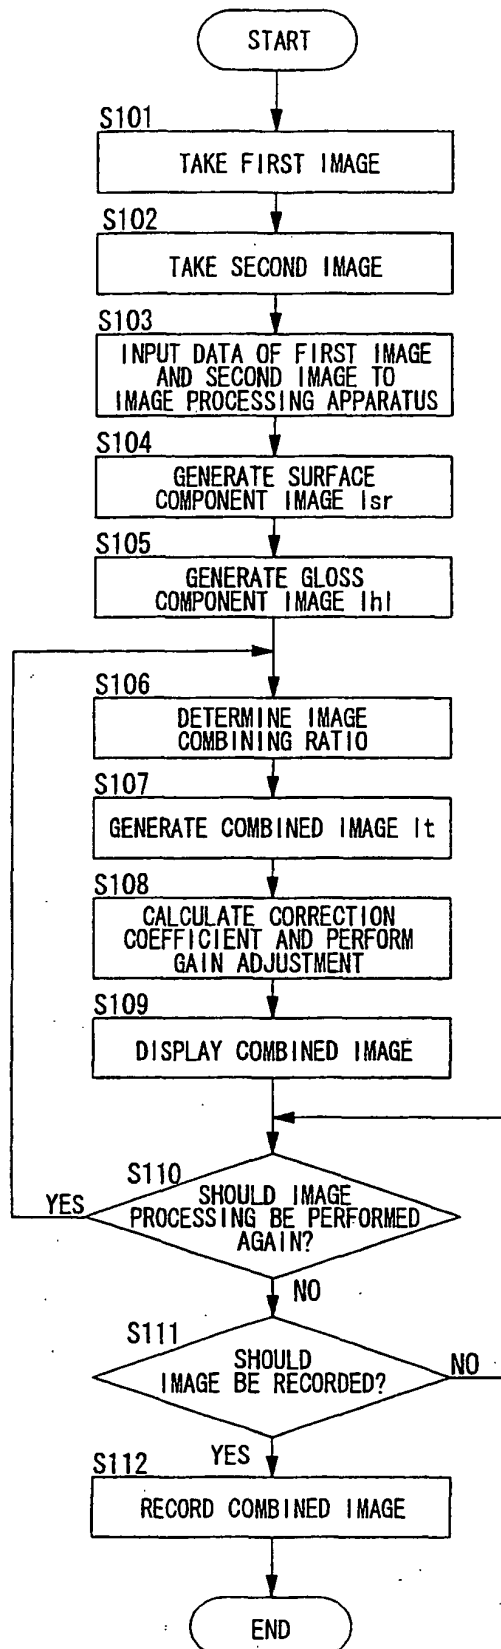 START
S101
TAKE FIRST IMAGE
S102
TAKE SECOND IMAGE
S103
INPUT DATA OF FIRST IMAGE
AND SECOND IMAGE TO
IMAGE PROCESSING APPARATUS
S104
GENERATE SURFACE
COMPONENT IMAGE Isr
S105
GENERATE GLOSS
COMPONENT IMAGE Ihl
S106
DETERMINE IMAGE
COMBINING RATIO
S107
GENERATE COMBINED IMAGE It
S108
CALCULATE CORRECTION
COEFFICIENT AND PERFORM
GAIN ADJUSTMENT
S109
DISPLAY COMBINED IMAGE
S110
YES
SHOULD IMAGE
PROCESSING BE PERFORMED
AGAIN?
NO
S111
SHOULD
IMAGE BE RECORDED?
NO
YES
S112
RECORD COMBINED IMAGE
END